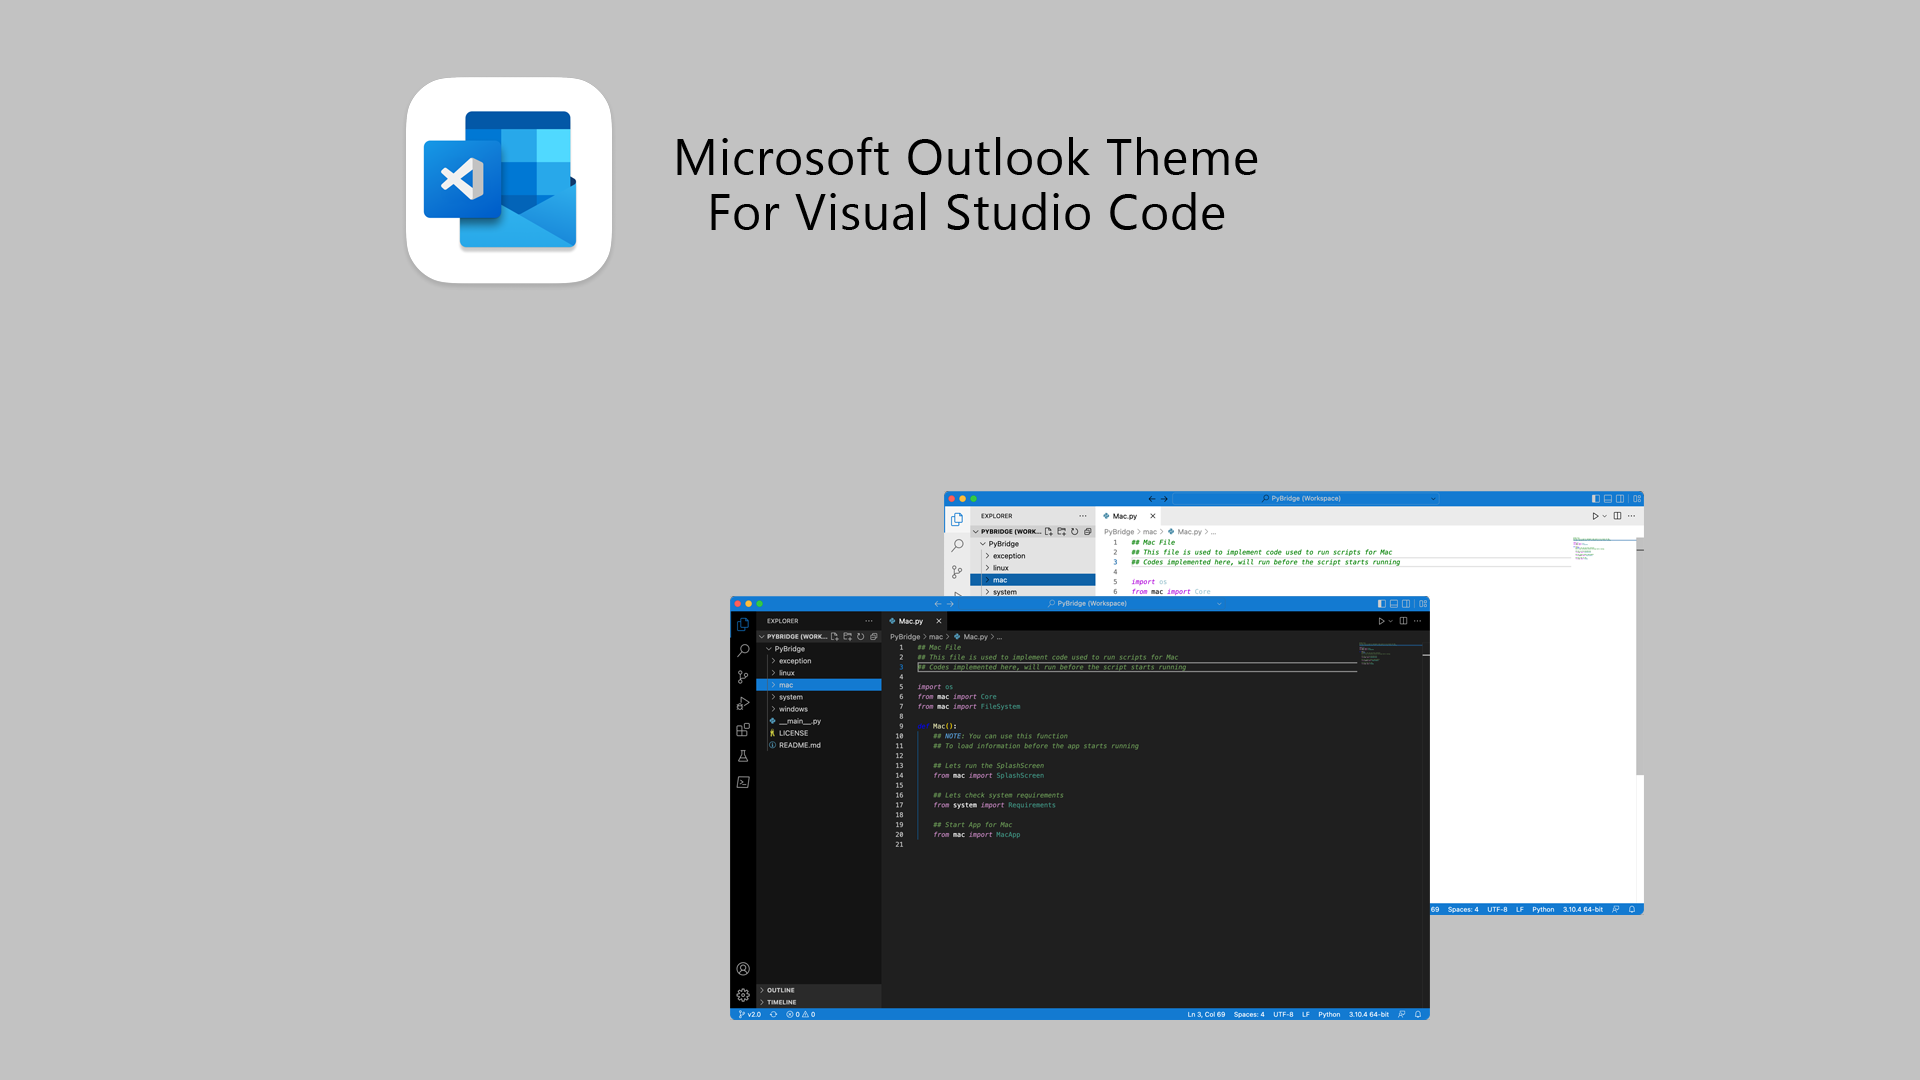 Microsoft Outlook Theme
For Visual Studio Code
PyBridge (Workspace)
EXPLORER
Mac.py
PYBRIDGE (WORK...
PyBridge > mac > Mac.py > ...
PyBridge
exception
linux
mac
system
1 ## Mac File
2 ## This file is used to implement code used to run scripts for Mac
3 ## Codes implemented here, will run before the script starts running
4
5 import os
6 from mac import Core
69 Spaces: 4 UTF-8 LF Python 3.10.4 64-bit
PyBridge (Workspace)
EXPLORER
Mac.py
PYBRIDGE (WORK...
PyBridge > mac > Mac.py > ...
PyBridge
exception
linux
mac
system
windows
__main__.py
LICENSE
README.md
1 ## Mac File
2 ## This file is used to implement code used to run scripts for Mac
3 ## Codes implemented here, will run before the script starts running
4
5 import os
6 from mac import Core
7 from mac import FileSystem
8
9 Mac():
10 ## NOTE: You can use this function
11 ## To load information before the app starts running
12
13 ## Lets run the SplashScreen
14 from mac import SplashScreen
15
16 ## Lets check system requirements
17 from system import Requirements
18
19 ## Start App for Mac
20 from mac import MacApp
21
OUTLINE
TIMELINE
v2.0 0 0 Ln 3, Col 69 Spaces: 4 UTF-8 LF Python 3.10.4 64-bit